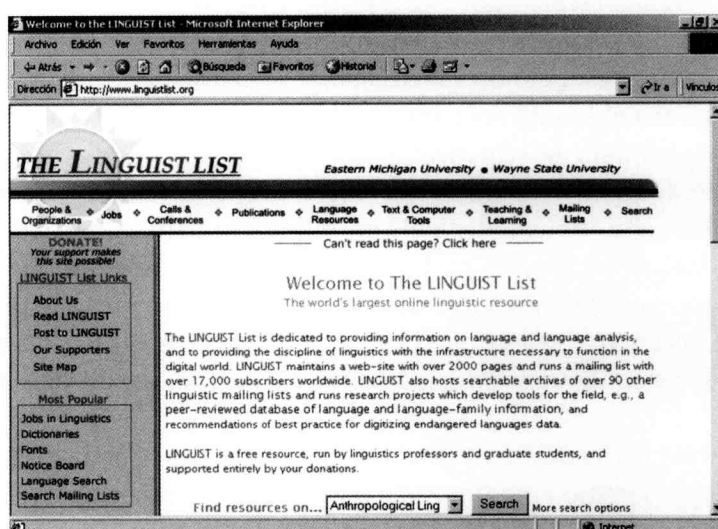 Welcome to the LINGUIST List - Microsoft Internet Explorer
Archivo Edición Ver Favoritos Herramientas Ayuda
Atrás Búsqueda Favoritos Historial
Dirección http://www.linguistlist.org Ir a Vínculos
THE LINGUIST LIST Eastern Michigan University • Wayne State University
People & Organizations Jobs Calls & Conferences Publications Language Resources Text & Computer Tools Teaching & Learning Mailing Lists Search
DONATE!
Your support makes
this site possible!
LINGUIST List Links
About Us
Read LINGUIST
Post to LINGUIST
Our Supporters
Site Map
Most Popular
Jobs in Linguistics
Dictionaries
Fonts
Notice Board
Language Search
Search Mailing Lists
Can't read this page? Click here
Welcome to The LINGUIST List
The world's largest online linguistic resource
The LINGUIST List is dedicated to providing information on language and language analysis,
and to providing the discipline of linguistics with the infrastructure necessary to function in the
digital world. LINGUIST maintains a web-site with over 2000 pages and runs a mailing list with
over 17,000 subscribers worldwide. LINGUIST also hosts searchable archives of over 90 other
linguistic mailing lists and runs research projects which develop tools for the field, e.g., a
peer-reviewed database of language and language-family information, and
recommendations of best practice for digitizing endangered languages data.
LINGUIST is a free resource, run by linguistics professors and graduate students, and
supported entirely by your donations.
Find resources on... Anthropological Ling Search More search options
Internet